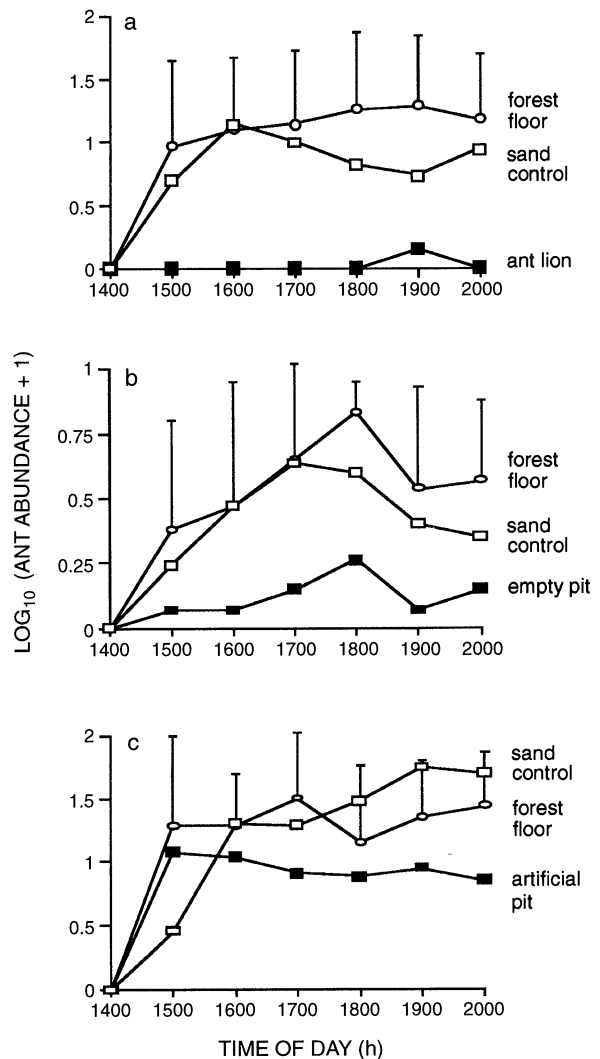 a
2
1.5
1
0.5
0
1400 1500 1600 1700 1800 1900 2000
forest
floor
sand
control
ant lion
LOG10 (ANT ABUNDANCE + 1)
b
1
0.75
0.5
0.25
0
1400 1500 1600 1700 1800 1900 2000
forest
floor
sand
control
empty pit
c
2
1.5
1
0.5
0
1400 1500 1600 1700 1800 1900 2000
sand
control
forest
floor
artificial
pit
TIME OF DAY (h)